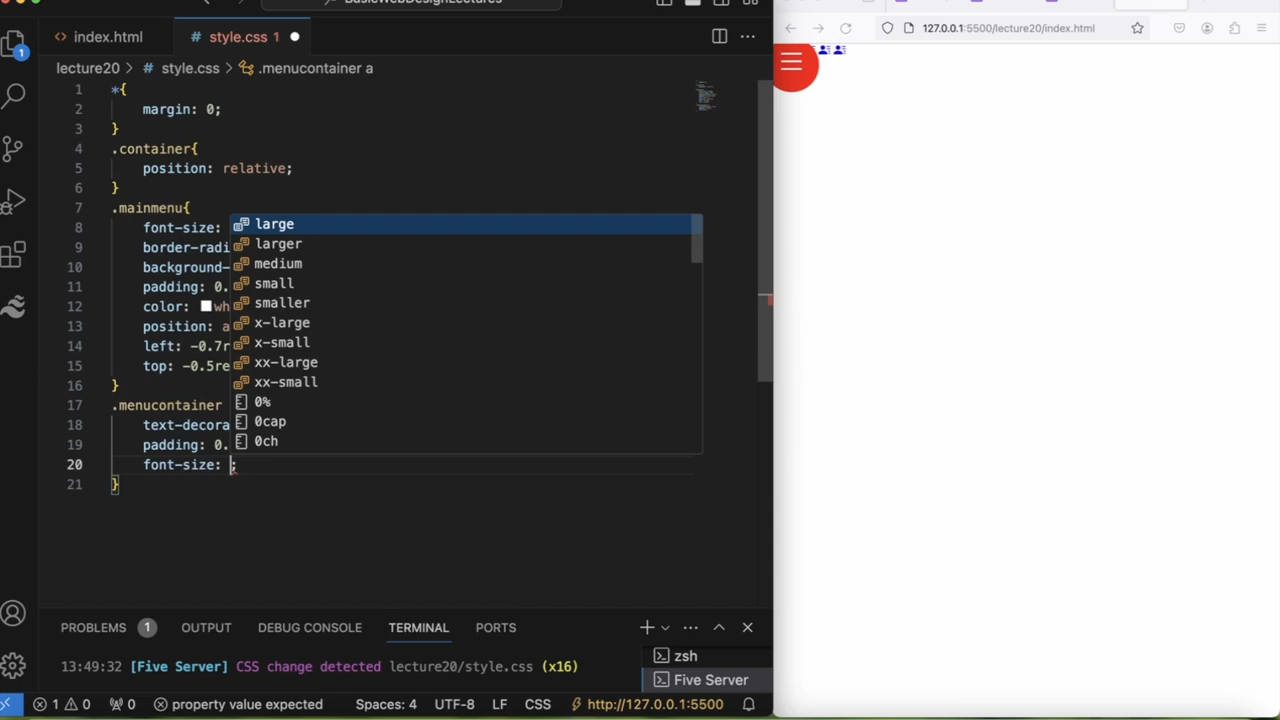 BasicWebDesignLectures
index.html
# style.css 1
lecture20 > # style.css > .menucontainer a
1 *{
2 margin: 0;
3 }
4 .container{
5 position: relative;
6 }
7 .mainmenu{
8 font-size:
9 border-radi
10 background-
11 padding: 0.
12 color: wh
13 position: a
14 left: -0.7r
15 top: -0.5re
16 }
17 .menucontainer
18 text-decora
19 padding: 0.
20 font-size: ;
21 }
large
larger
medium
small
smaller
x-large
x-small
xx-large
xx-small
0%
0cap
0ch
1
PROBLEMS 1 OUTPUT DEBUG CONSOLE TERMINAL PORTS
13:49:32 [Five Server] CSS change detected lecture20/style.css (x16)
zsh
Five Server
1 0 0 property value expected Spaces: 4 UTF-8 LF CSS http://127.0.0.1:5500
127.0.0.1:5500/lecture20/index.html